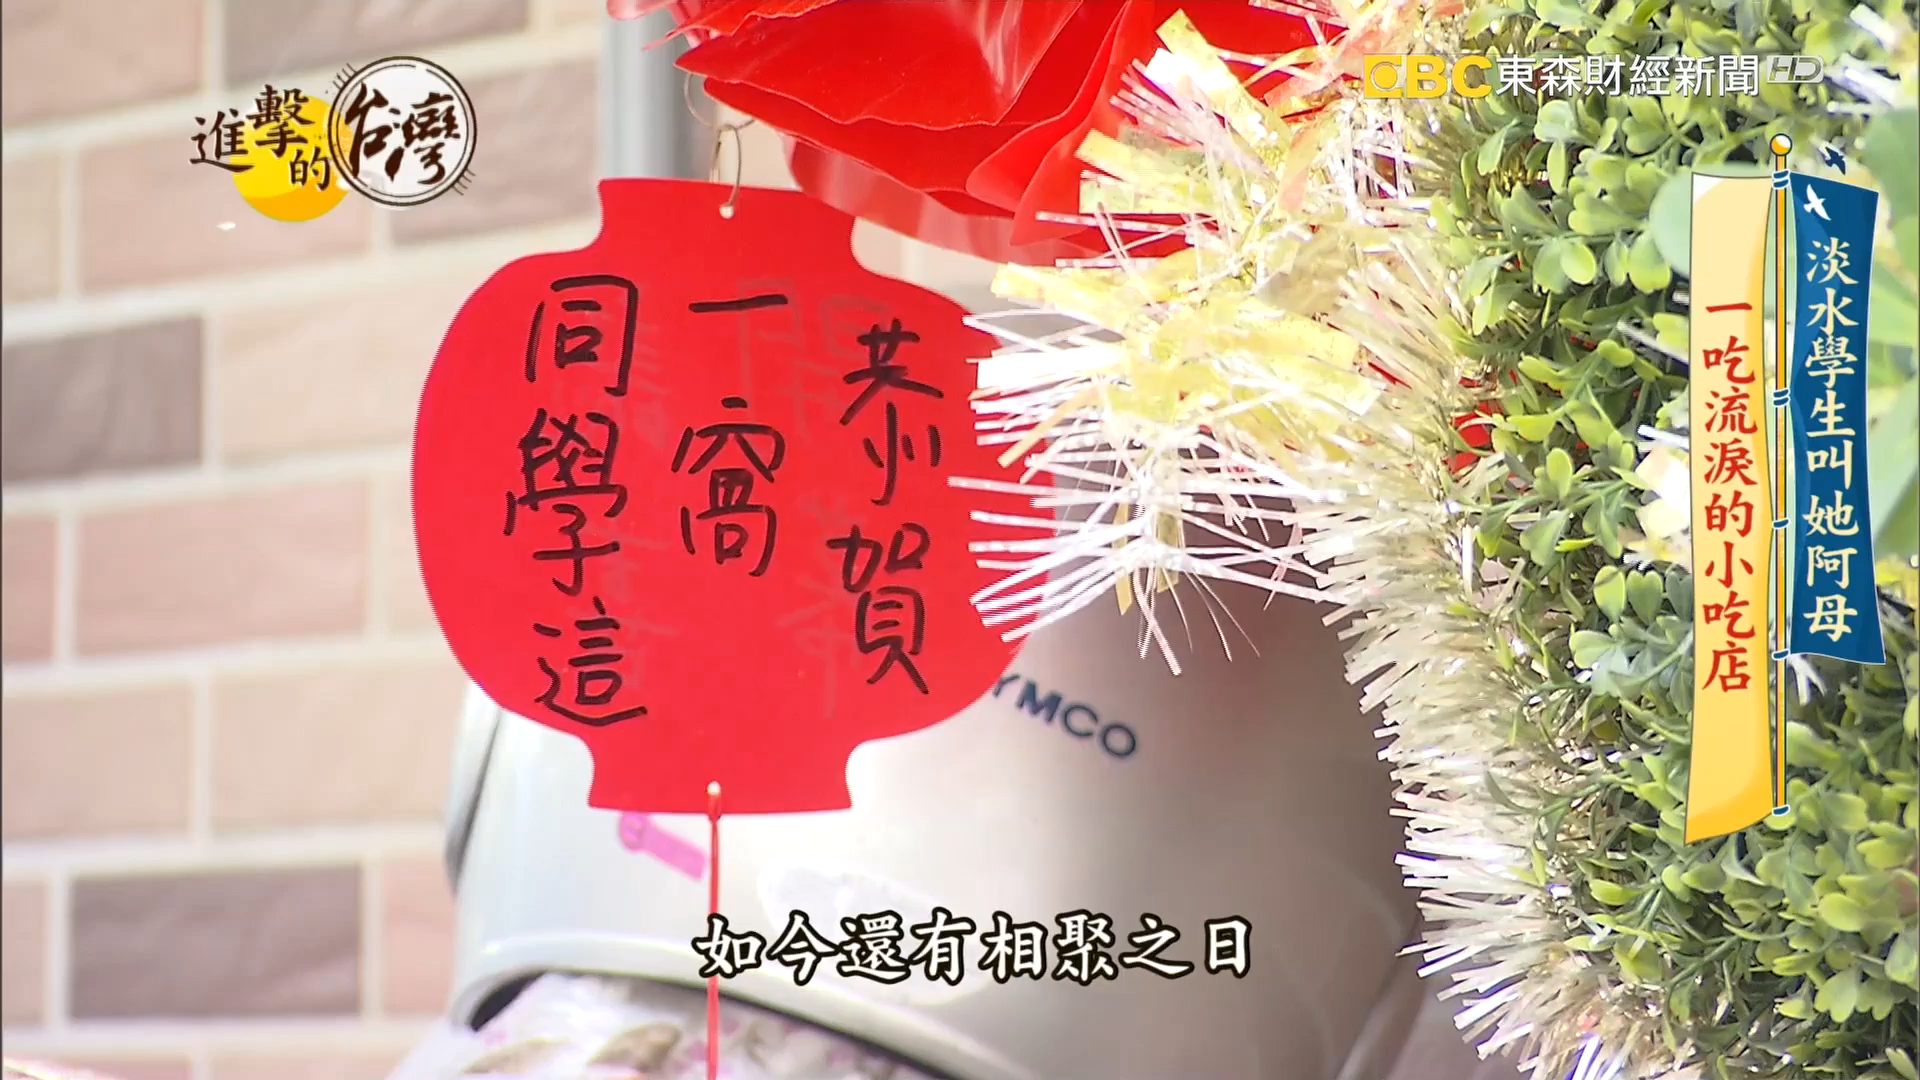 進擊的台灣
EBC東森財經新聞HD
淡水學生叫她阿母
一吃流淚的小吃店
恭賀
一窩
同學這
YMCO
如今還有相聚之日